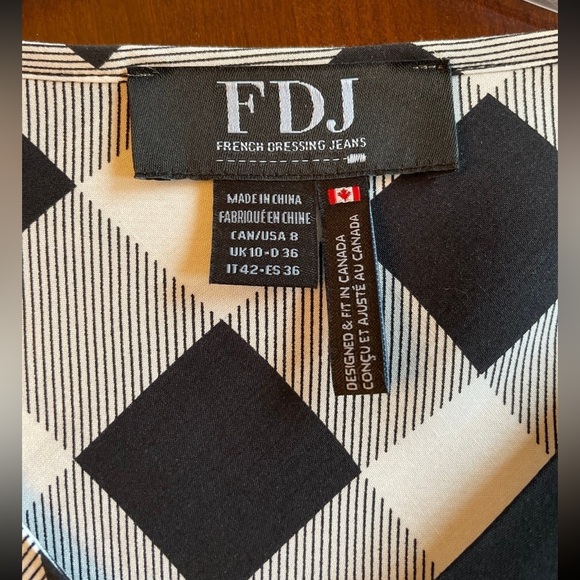 FDJ
FRENCH DRESSING JEANS
MADE IN CHINA
FABRIQUÉ EN CHINE
CAN/USA 8
UK 10-D 36
IT 42-ES 36
DESIGNED & FIT IN CANADA
CONÇU ET AJUSTÉ AU CANADA